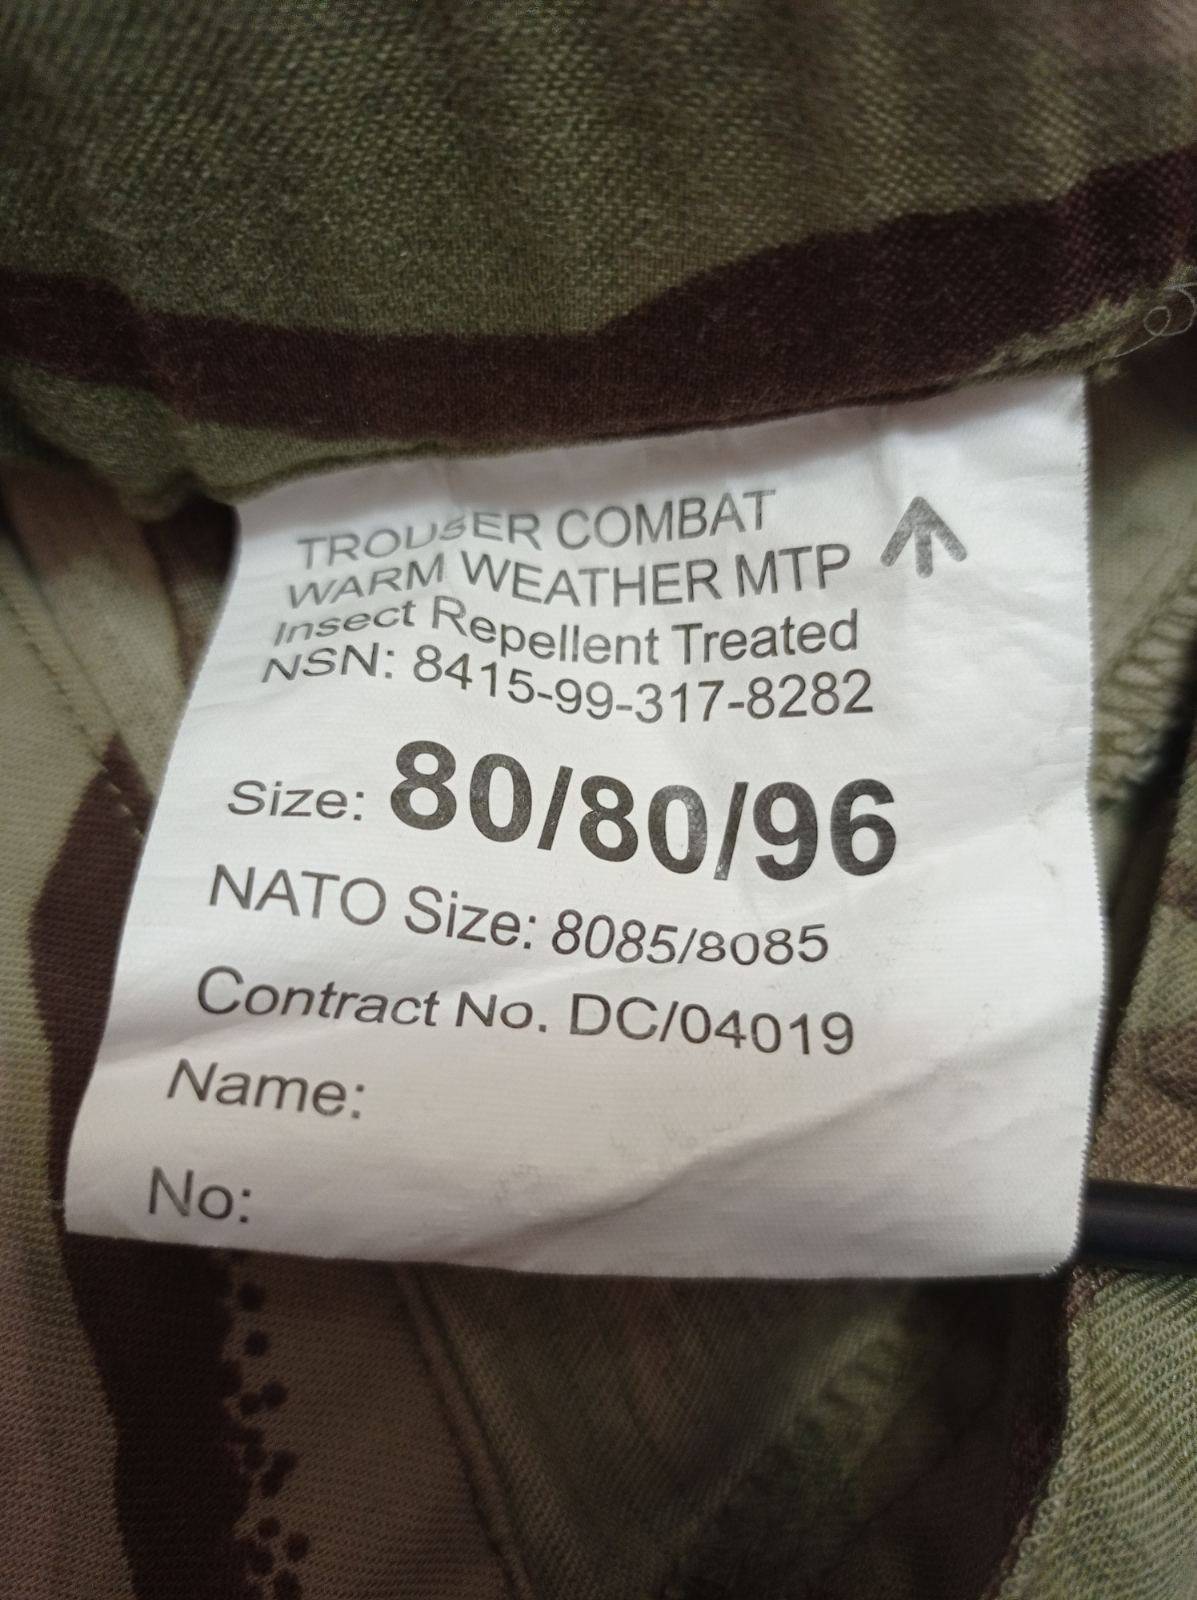 TROUSER COMBAT
WARM WEATHER MTP
Insect Repellent Treated
NSN: 8415-99-317-8282
Size: 80/80/96
NATO Size: 8085/8085
Contract No. DC/04019
Name:
No: